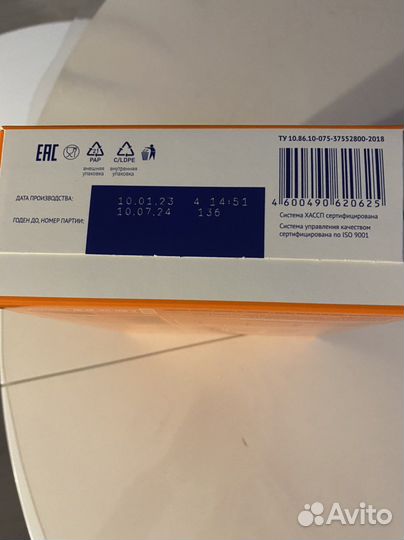 ТУ 10.86.10-075-37552800-2018
EAC
21
PAP
C/LDPE
внешняя упаковка
внутренняя упаковка
ДАТА ПРОИЗВОДСТВА:
10.01.23 4 14:51
ГОДЕН ДО, НОМЕР ПАРТИИ:
10.07.24 136
4 600490 620625
Система ХАССП сертифицирована
Система управления качеством
сертифицирована по ISO 9001
Avito